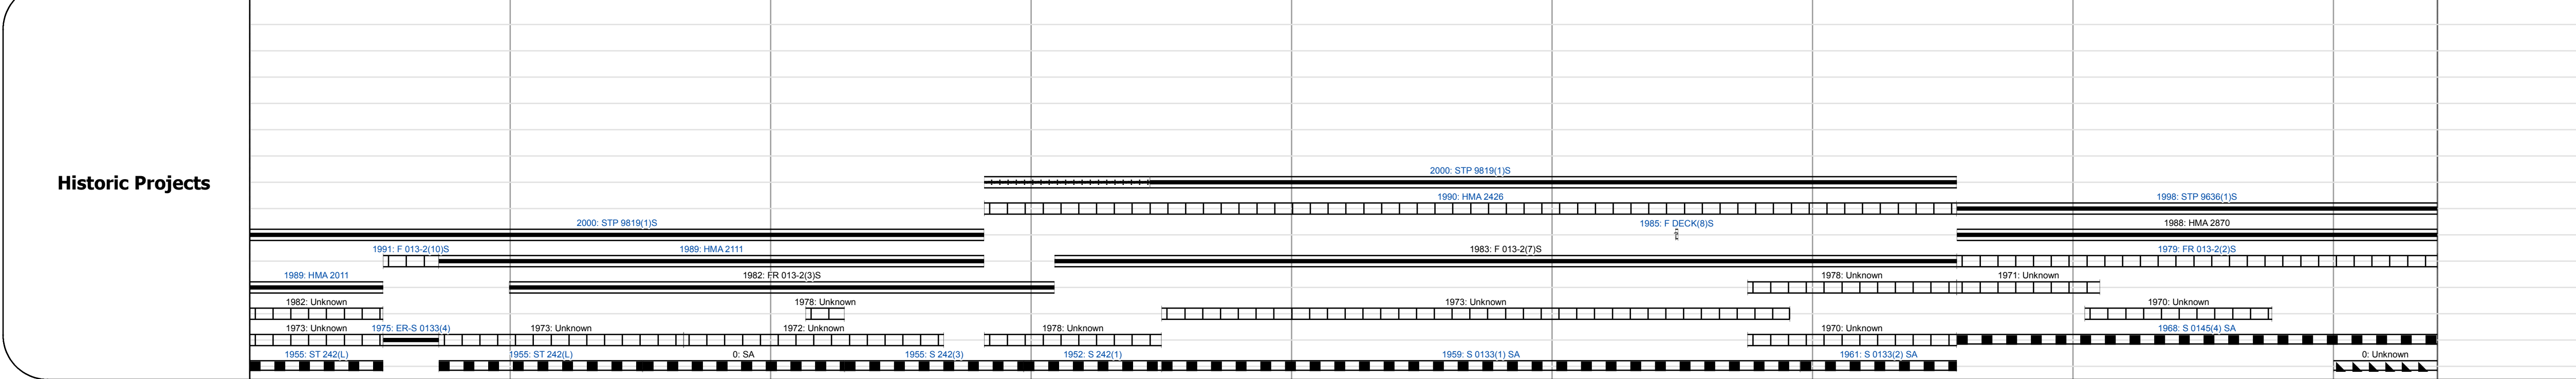 2000: STP 9819(1)S
Historic Projects
1990: HMA 2426
1998: STP 9636(1)S
2000: STP 9819(1)S
1985: F DECK(8)S
1988: HMA 2870
1991: F 013-2(10)S
1989: HMA 2111
1983: F 013-2(7)S
1979: FR 013-2(2)S
1989: HMA 2011
1982: FR 013-2(3)S
1978: Unknown
1971: Unknown
1982: Unknown
1978: Unknown
1973: Unknown
1970: Unknown
1973: Unknown
1975: ER-S 0133(4)
1973: Unknown
1972: Unknown
1978: Unknown
1970: Unknown
1968: S 0145(4) SA
1955: ST 242(L)
1955: ST 242(L)
0: SA
1955: S 242(3)
1952: S 242(1)
1959: S 0133(1) SA
1961: S 0133(2) SA
0: Unknown